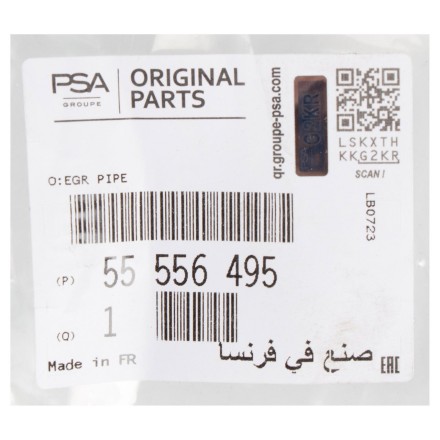 PSA
GROUPE
ORIGINAL
PARTS
qr.groupe-psa.com
G2KR
LSKXTH
KKG2KR
SCAN !
LB0723
O:EGR PIPE
(P) 55 556 495
(Q) 1
Made in FR
صنع في فرنسا
EAC